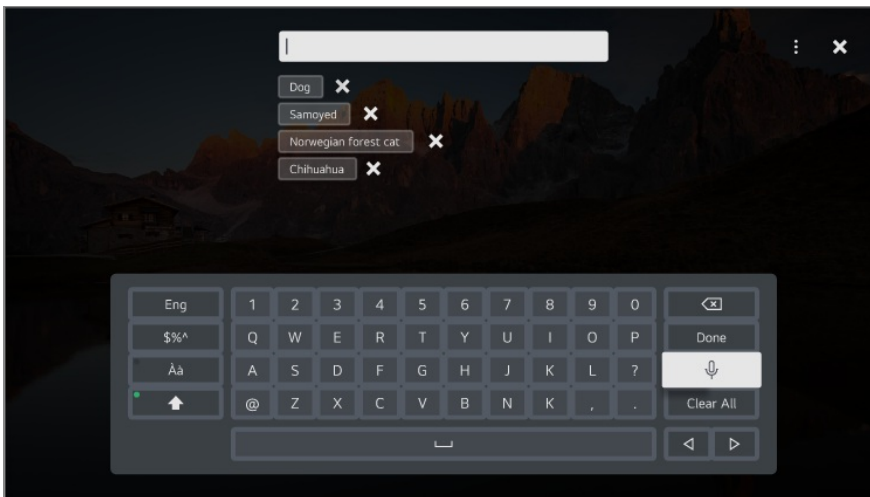 Dog
Samoyed
Norwegian forest cat
Chihuahua
Eng 1 2 3 4 5 6 7 8 9 0
$%^ Q W E R T Y U I O P Done
Àà A S D F G H J K L ?
@ Z X C V B N K , . Clear All